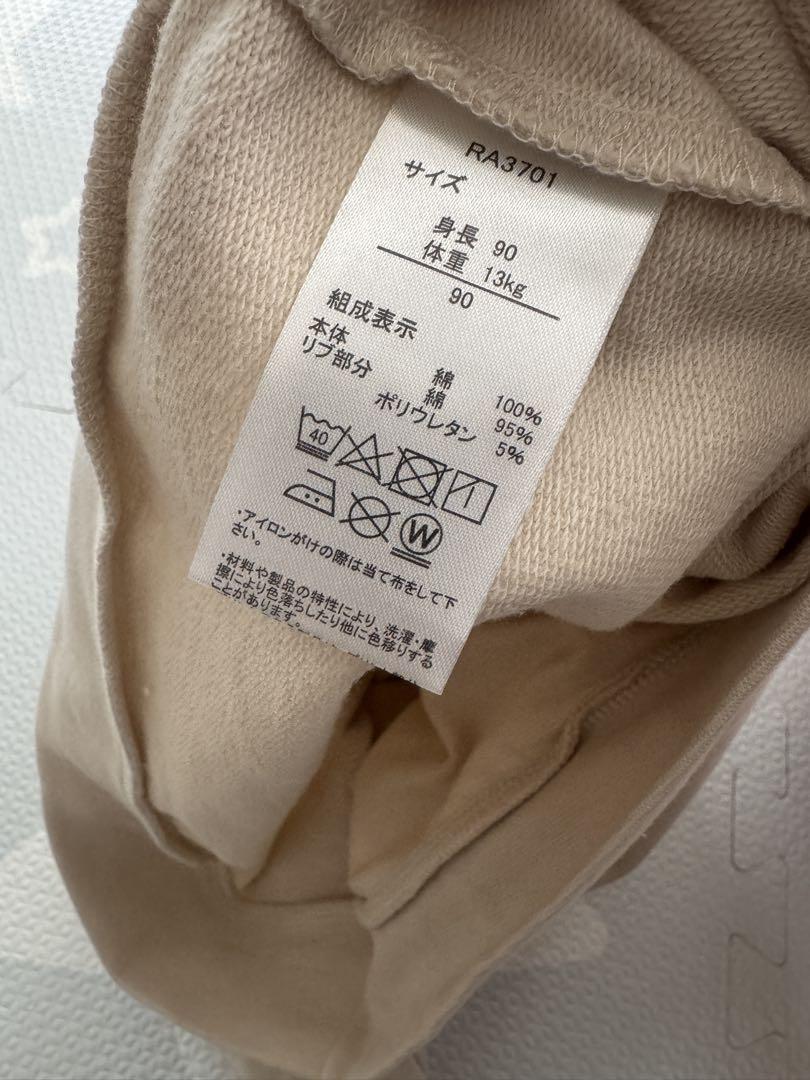 RA3701
サイズ
身長 90
体重 13kg
90
組成表示
本体 綿 100%
リブ部分 綿 95%
ポリウレタン 5%
40
W
・アイロンがけの際は当て布をして下
さい。
・材料や製品の特性により、洗濯・摩
擦により色落ちしたり他に色移りする
ことがあります。